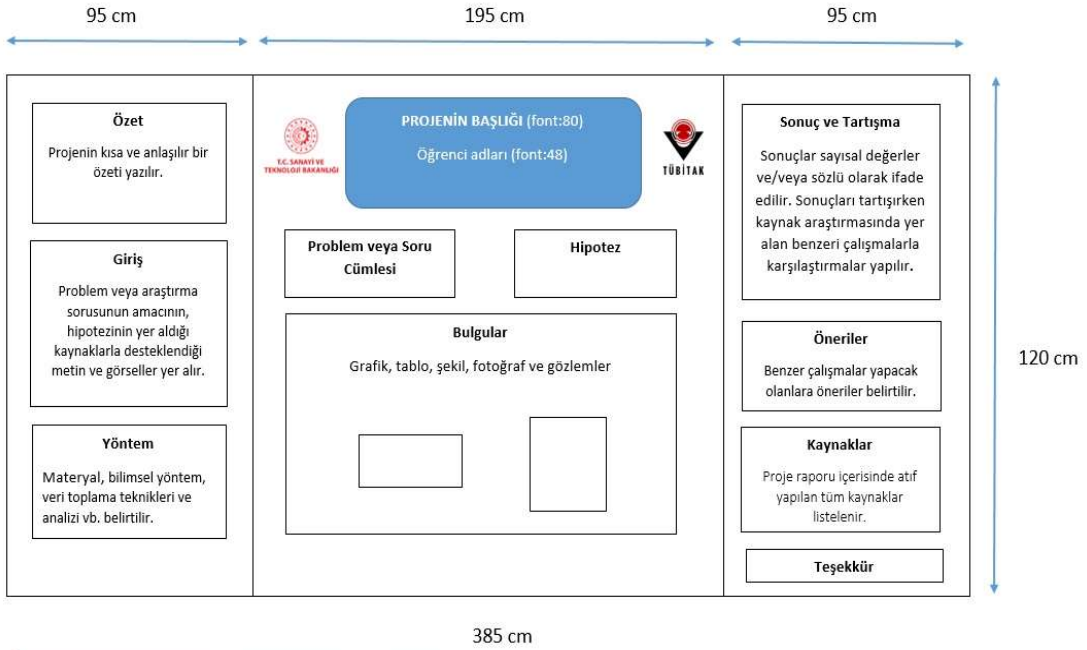 95 cm
195 cm
95 cm
Özet
Projenin kısa ve anlaşılır bir
özeti yazılır.
Giriş
Problem veya araştırma
sorusunun amacının,
hipotezinin yer aldığı
kaynaklarla desteklendiği
metin ve görseller yer alır.
Yöntem
Materyal, bilimsel yöntem,
veri toplama teknikleri ve
analizi vb. belirtilir.
T.C. SANAYİ VE
TEKNOLOJİ BAKANLIĞI
PROJENİN BAŞLIĞI (font:80)
Öğrenci adları (font:48)
TÜBİTAK
Problem veya Soru
Cümlesi
Hipotez
Bulgular
Grafik, tablo, şekil, fotoğraf ve gözlemler
Sonuç ve Tartışma
Sonuçlar sayısal değerler
ve/veya sözlü olarak ifade
edilir. Sonuçları tartışırken
kaynak araştırmasında yer
alan benzeri çalışmalarla
karşılaştırmalar yapılır.
Öneriler
Benzer çalışmalar yapacak
olanlara öneriler belirtilir.
Kaynaklar
Proje raporu içerisinde atıf
yapılan tüm kaynaklar
listelenir.
Teşekkür
120 cm
385 cm